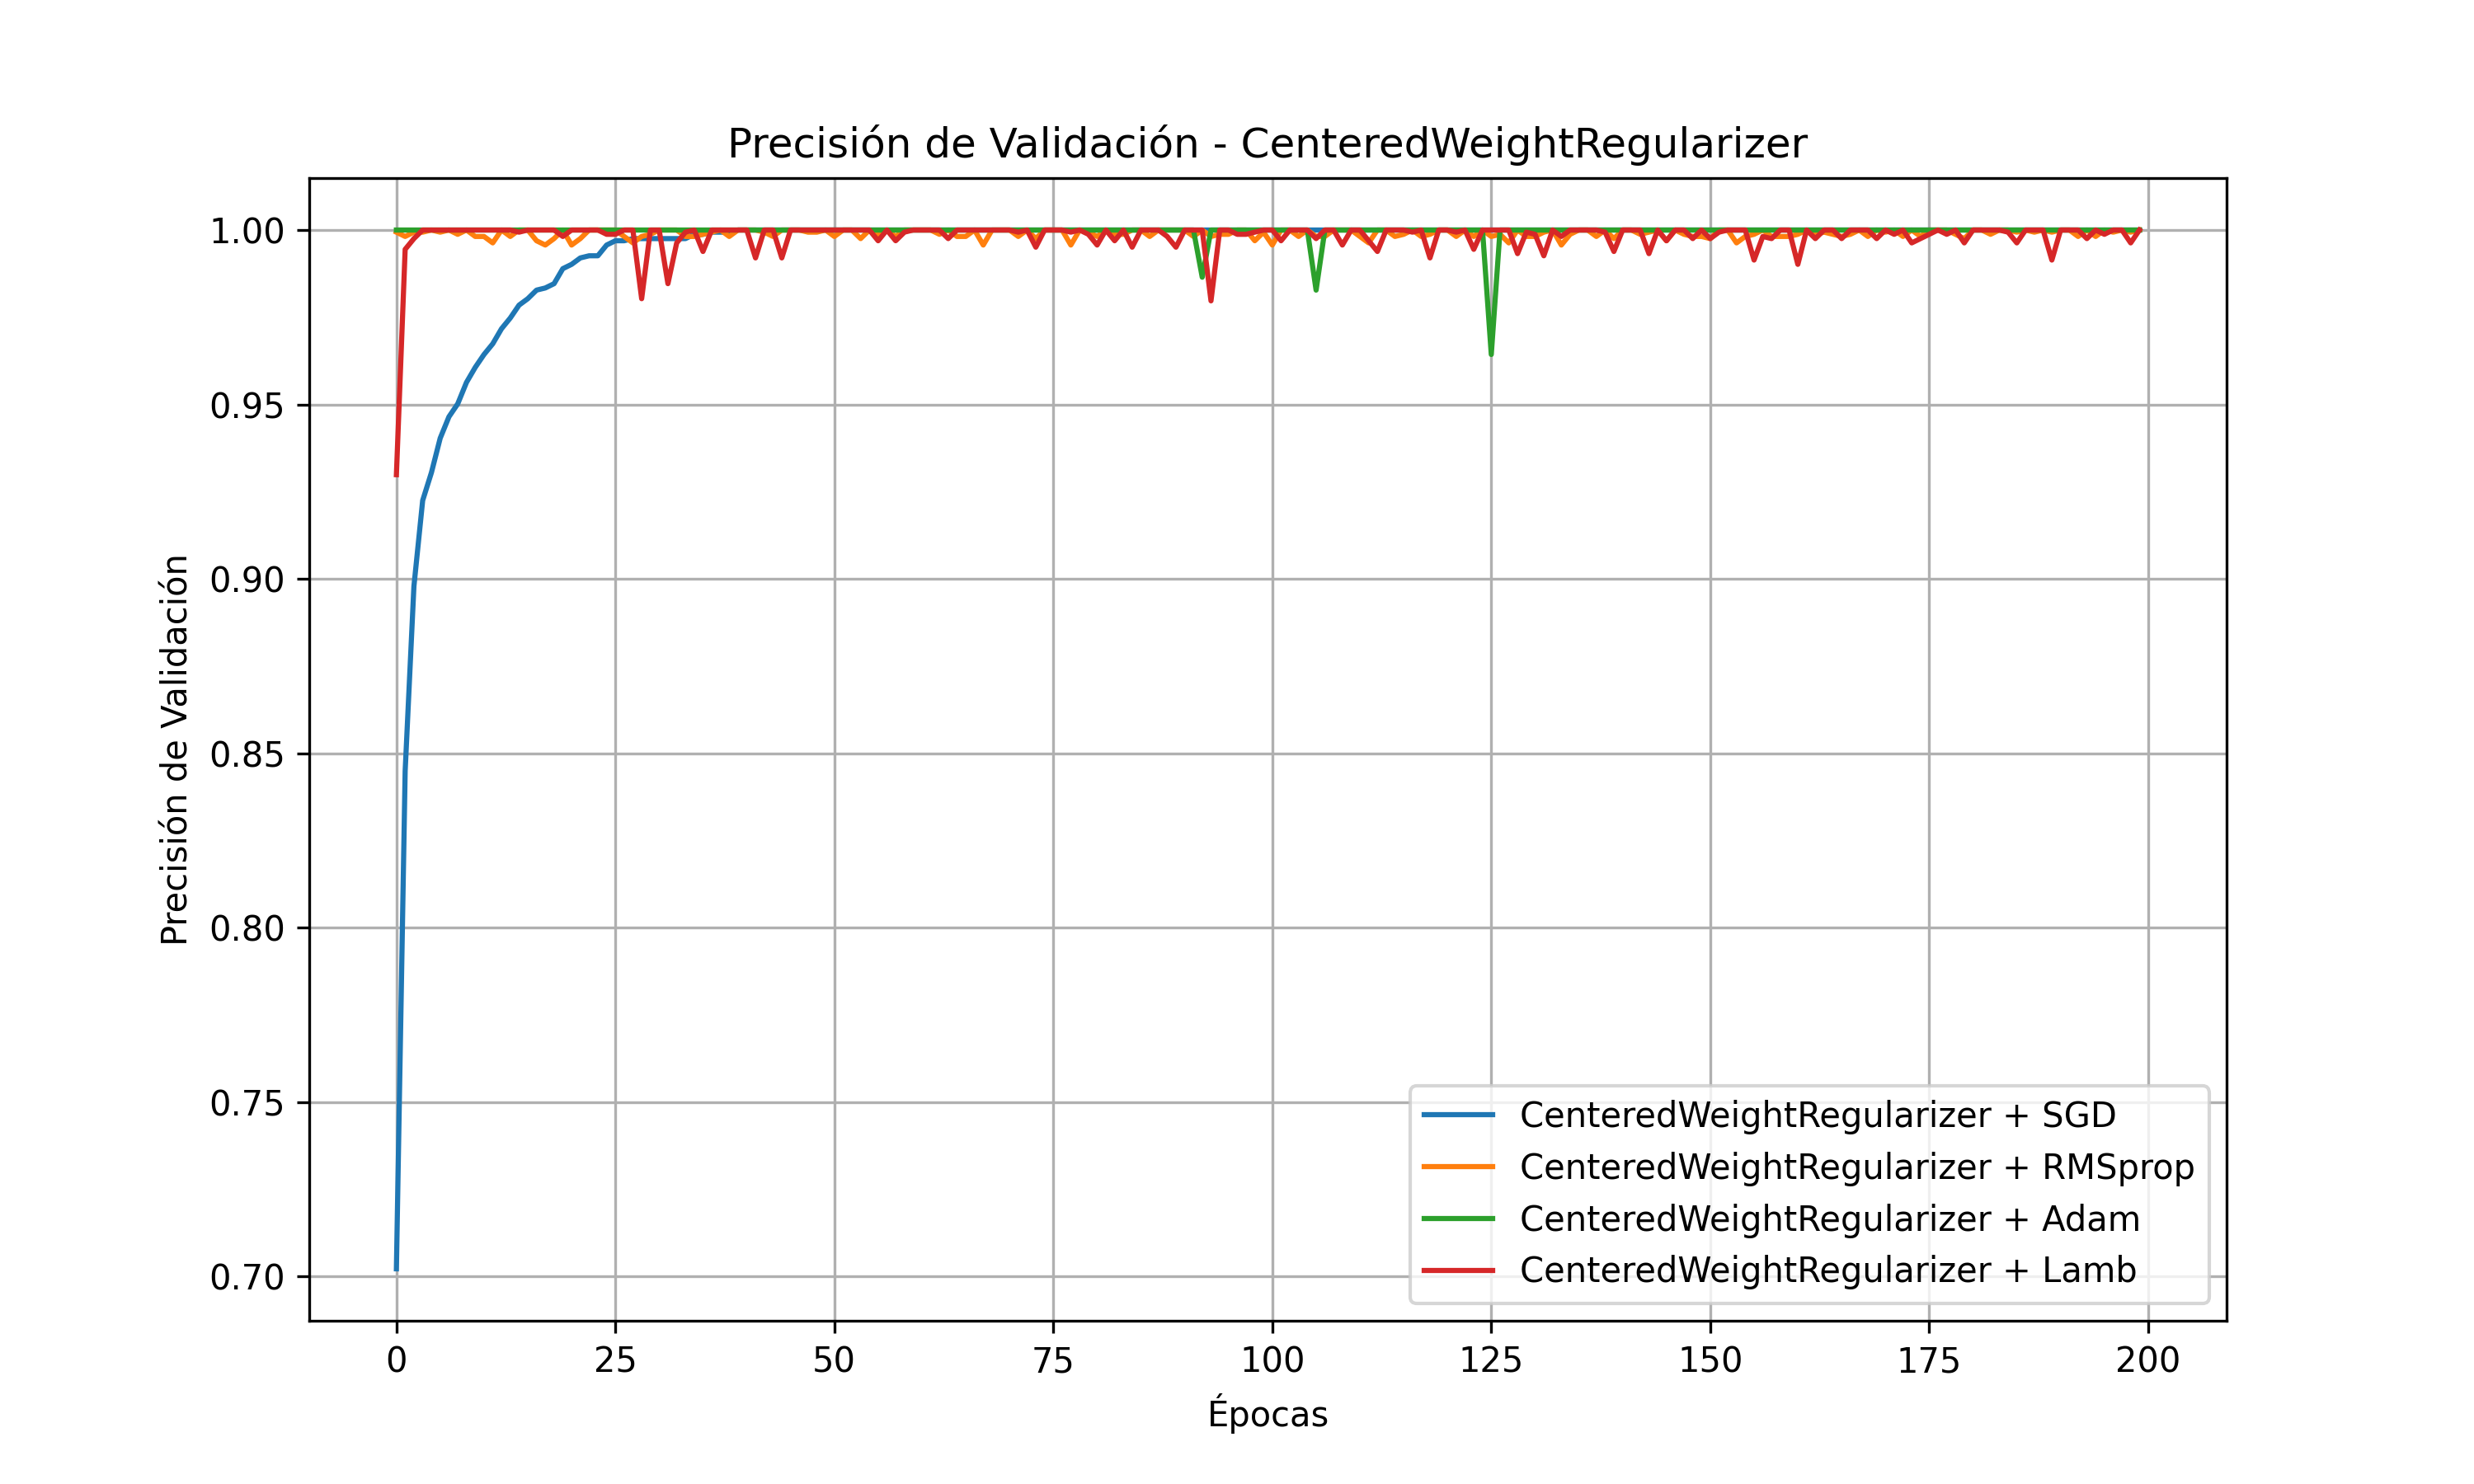 Precisión de Validación - CenteredWeightRegularizer
Precisión de Validación
1.00
0.95
0.90
0.85
0.80
0.75
0.70
0
25
50
75
100
125
150
175
200
Épocas
CenteredWeightRegularizer + SGD
CenteredWeightRegularizer + RMSprop
CenteredWeightRegularizer + Adam
CenteredWeightRegularizer + Lamb